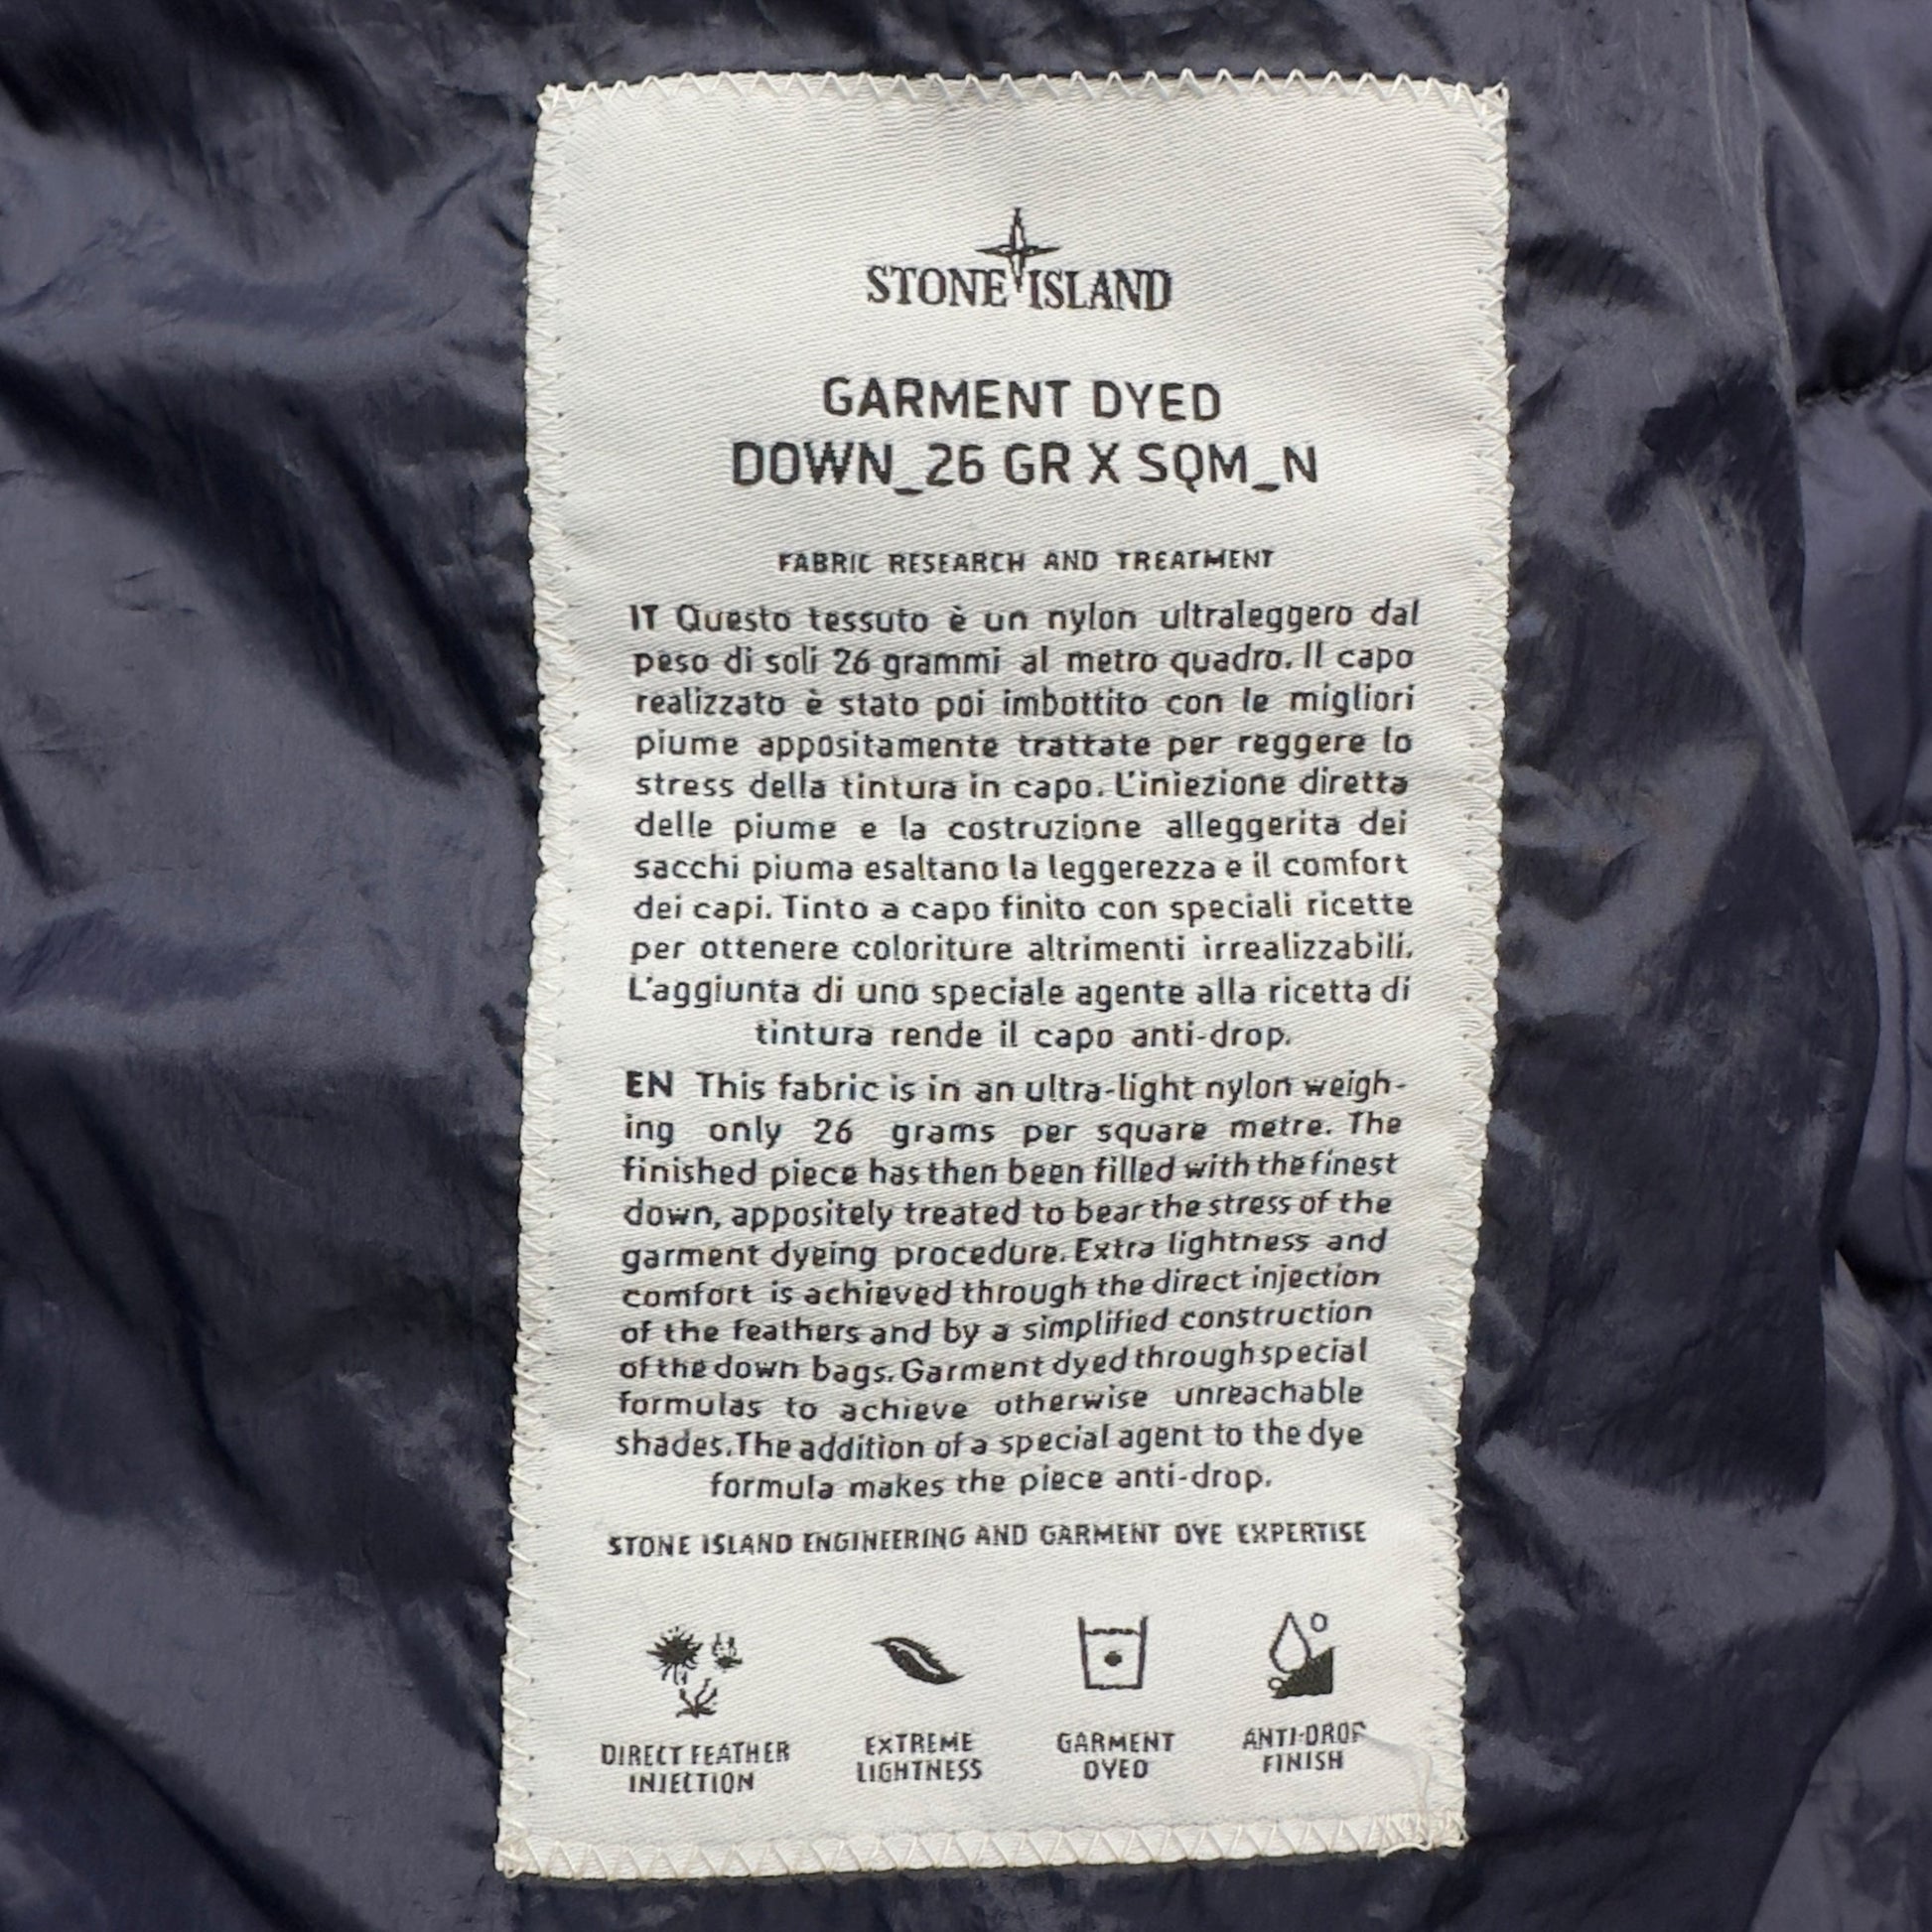 STONE ISLAND
GARMENT DYED
DOWN_26 GR X SQM_N
FABRIC RESEARCH AND TREATMENT
IT Questo tessuto è un nylon ultraleggero dal
peso di soli 26 grammi al metro quadro. Il capo
realizzato è stato poi imbottito con le migliori
piume appositamente trattate per reggere lo
stress della tintura in capo. L'iniezione diretta
delle piume e la costruzione alleggerita dei
sacchi piuma esaltano la leggerezza e il comfort
dei capi. Tinto a capo finito con speciali ricette
per ottenere coloriture altrimenti irrealizzabili.
L'aggiunta di uno speciale agente alla ricetta di
tintura rende il capo anti-drop.
EN This fabric is in an ultra-light nylon weigh-
ing only 26 grams per square metre. The
finished piece has then been filled with the finest
down, appositely treated to bear the stress of the
garment dyeing procedure. Extra lightness and
comfort is achieved through the direct injection
of the feathers and by a simplified construction
of the down bags. Garment dyed through special
formulas to achieve otherwise unreachable
shades. The addition of a special agent to the dye
formula makes the piece anti-drop.
STONE ISLAND ENGINEERING AND GARMENT DYE EXPERTISE
DIRECT FEATHER
INJECTION
EXTREME
LIGHTNESS
GARMENT
DYED
ANTI-DROP
FINISH